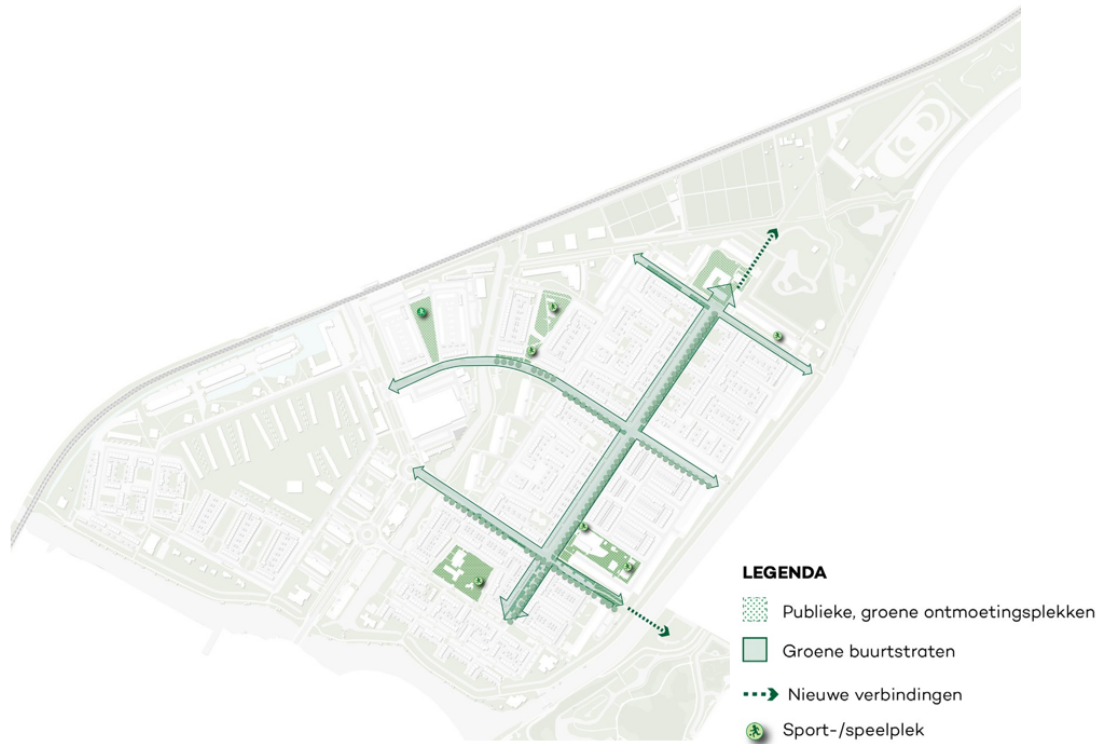 LEGENDA
Publieke, groene ontmoetingsplekken
Groene buurtstraten
Nieuwe verbindingen
Sport-/speelplek